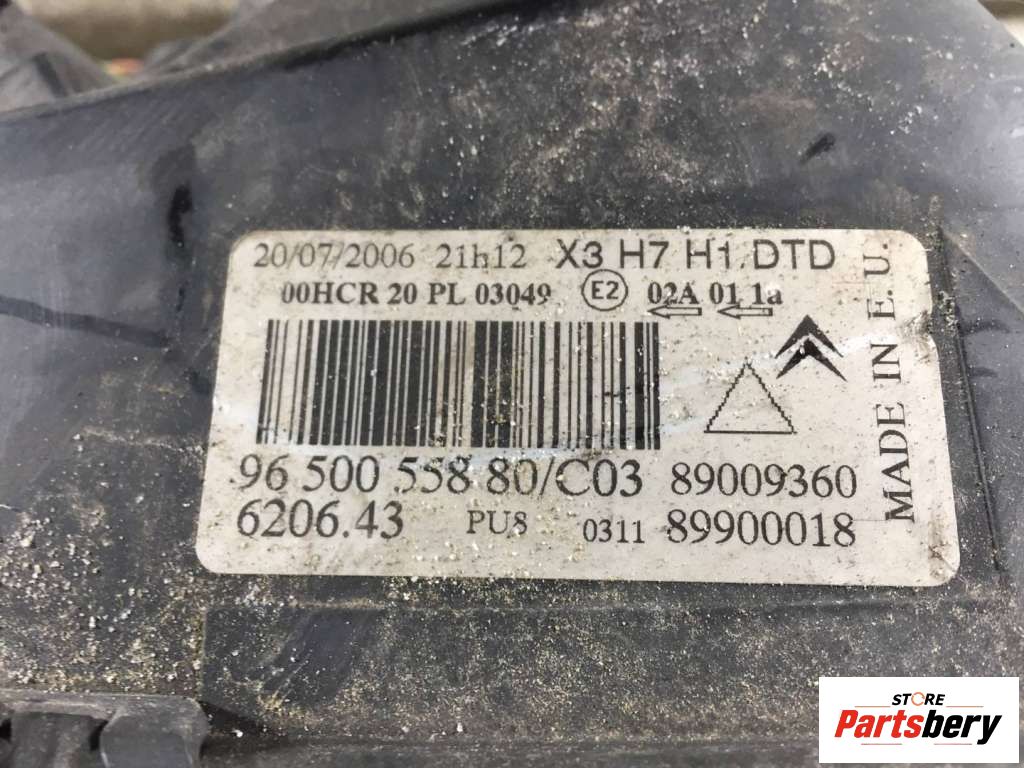 20/07/2006 21h12 X3 H7 H1 DTD
00HCR 20 PL 03049 E2 02A 01 1a
96 500 558 80/C03 89009360
6206.43 PU8 0311 89900018
MADE IN E.U.
STORE
Partsbery